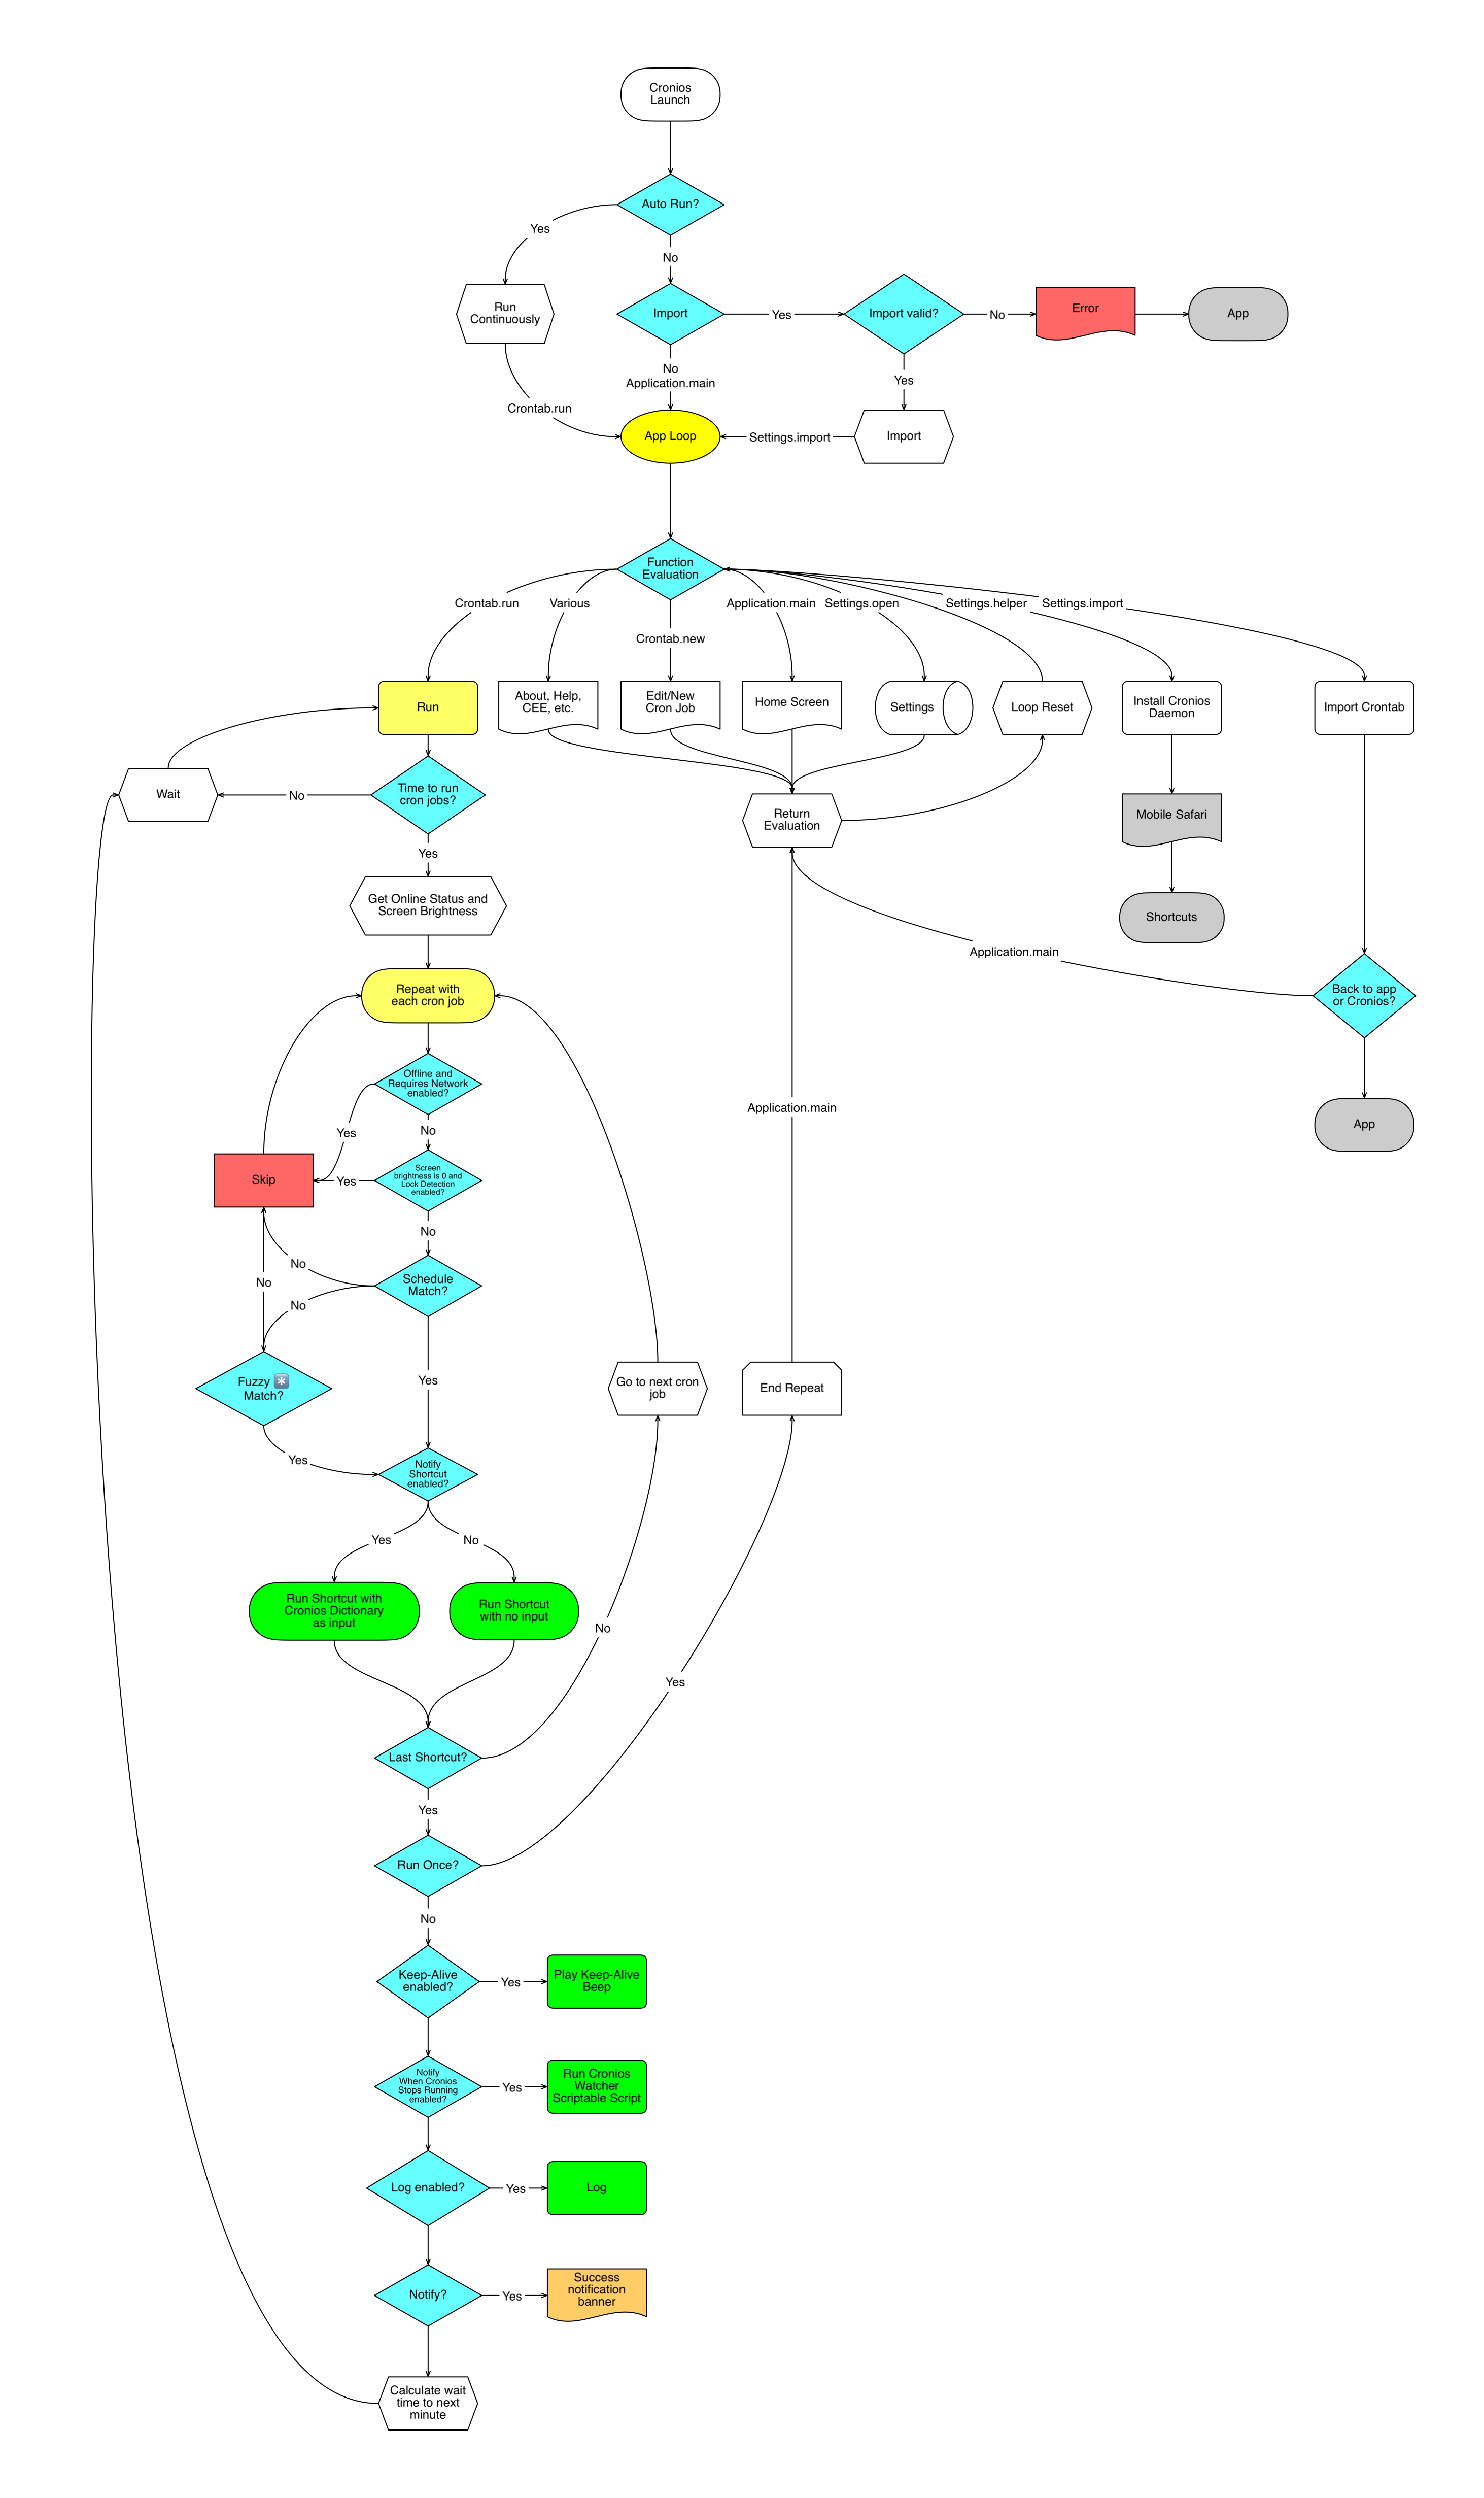 Cronios
Launch
Auto Run?
Yes
No
Run
Continuously
Import
Yes
Import valid?
No
Error
App
No
Application.main
Yes
Crontab.run
App Loop
Settings.import
Import
Function
Evaluation
Crontab.run
Various
Application.main
Settings.open
Settings.helper
Settings.import
Crontab.new
Run
About, Help,
CEE, etc.
Edit/New
Cron Job
Home Screen
Settings
Loop Reset
Install Cronios
Daemon
Import Crontab
Wait
No
Time to run
cron jobs?
Return
Evaluation
Mobile Safari
Yes
Get Online Status and
Screen Brightness
Shortcuts
Application.main
Repeat with
each cron job
Back to app
or Cronios?
Offline and
Requires Network
enabled?
Application.main
App
Yes
No
Skip
Yes
Screen
brightness is 0 and
Lock Detection
enabled?
No
No
No
No
Schedule
Match?
Fuzzy *️⃣
Match?
Yes
Go to next cron
job
End Repeat
Yes
Notify
Shortcut
enabled?
Yes
No
Run Shortcut with
Cronios Dictionary
as input
Run Shortcut
with no input
No
Yes
Last Shortcut?
Yes
Run Once?
No
Keep-Alive
enabled?
Yes
Play Keep-Alive
Beep
Notify
When Cronios
Stops Running
enabled?
Yes
Run Cronios
Watcher
Scriptable Script
Log enabled?
Yes
Log
Notify?
Yes
Success
notification
banner
Calculate wait
time to next
minute